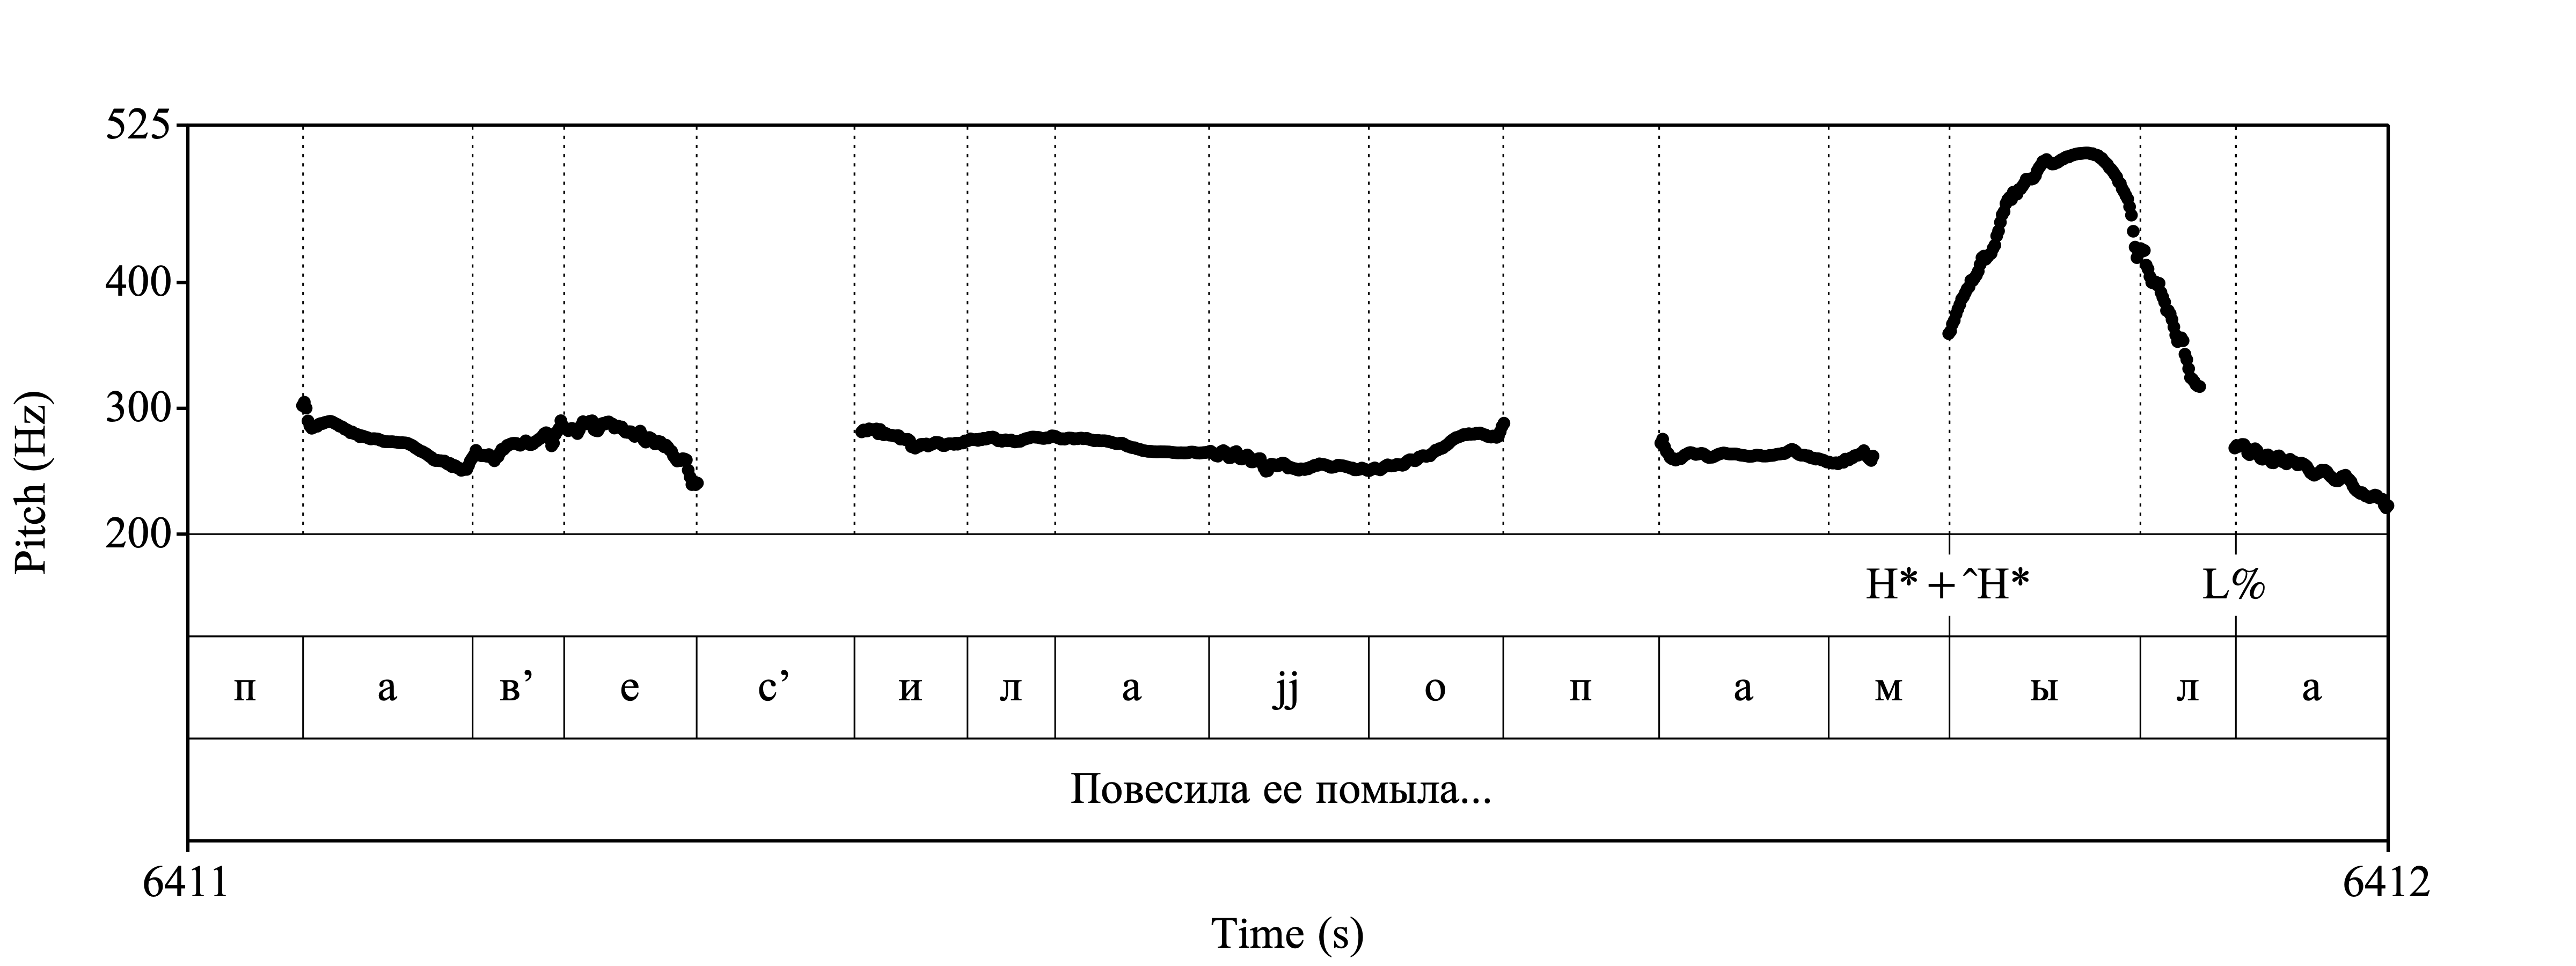 525
400
300
200
Pitch (Hz)
H* + ˆH* L%
п а в’ е с’ и л а jj о п а м ы л а
Повесила ее помыла...
6411 6412
Time (s)